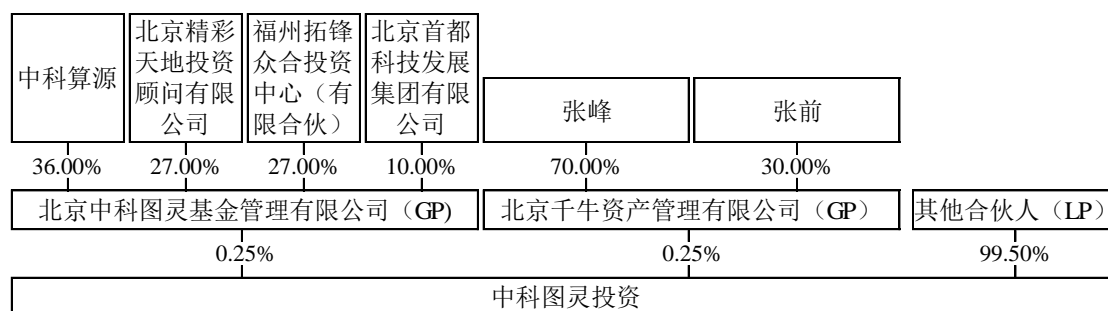 中科算源
北京精彩
天地投资
顾问有限
公司
福州拓锋
众合投资
中心（有
限合伙）
北京首都
科技发展
集团有限
公司
张峰
张前
36.00%
27.00%
27.00%
10.00%
70.00%
30.00%
北京中科图灵基金管理有限公司（GP)
北京千牛资产管理有限公司（GP）
其他合伙人（LP）
0.25%
0.25%
99.50%
中科图灵投资